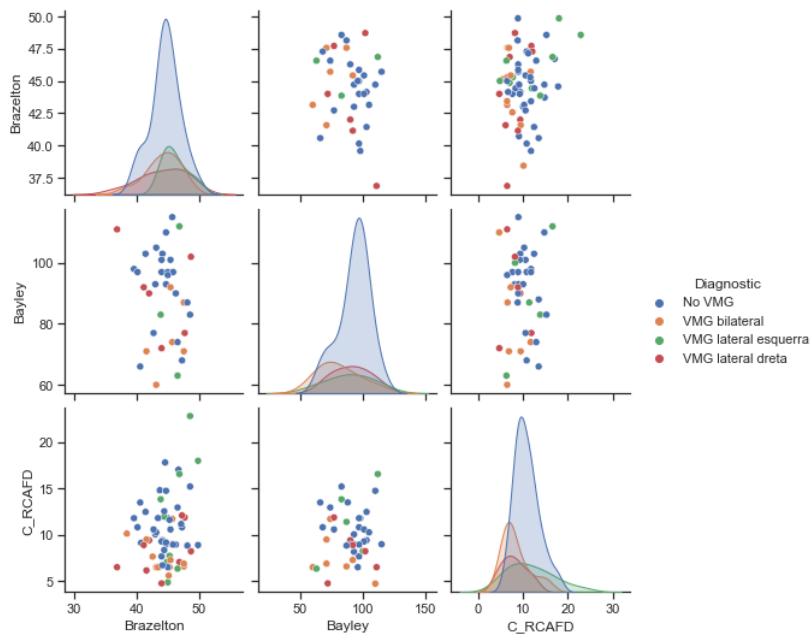 50.0
47.5
45.0
42.5
40.0
37.5
Brazelton
100
80
60
Bayley
Diagnostic
No VMG
VMG bilateral
VMG lateral esquerra
VMG lateral dreta
20
15
10
5
C_RCAFD
30 40 50
Brazelton
50 100 150
Bayley
0 10 20 30
C_RCAFD